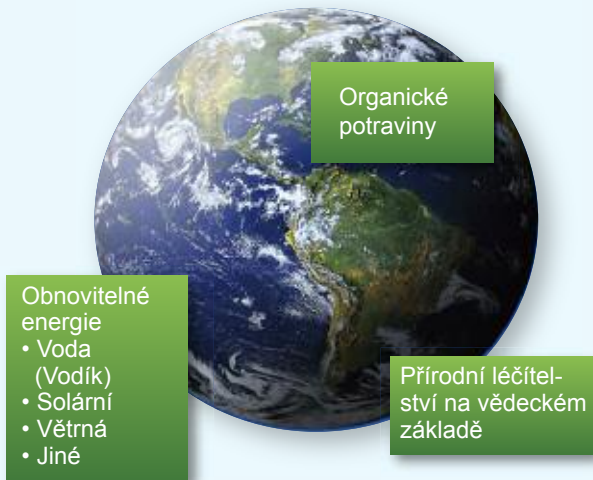 Organické
potraviny
Obnovitelné
energie
• Voda
(Vodík)
• Solární
• Větrná
• Jiné
Přírodní léčitel-
ství na vědeckém
základě